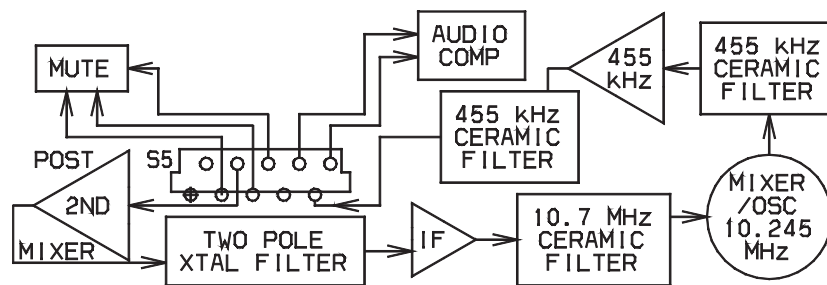 AUDIO
COMP
MUTE
455
kHz
455 kHz
CERAMIC
FILTER
455 kHz
CERAMIC
FILTER
POST
S5
2ND
MIXER
TWO POLE
XTAL FILTER
IF
10.7 MHz
CERAMIC
FILTER
MIXER
/OSC
10.245
MHz